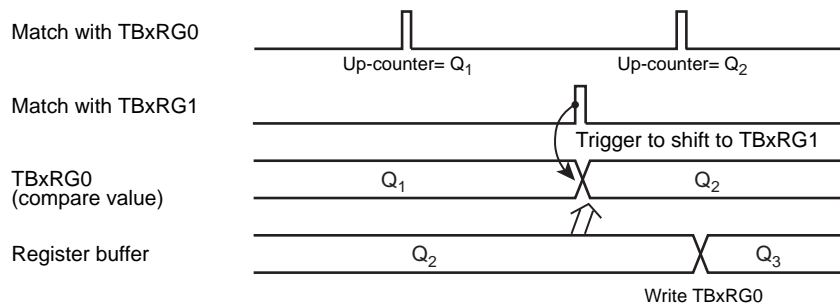 Match with TBxRG0
Up-counter= Q1
Up-counter= Q2
Match with TBxRG1
Trigger to shift to TBxRG1
TBxRG0
(compare value)
Q1
Q2
Register buffer
Q2
Q3
Write TBxRG0